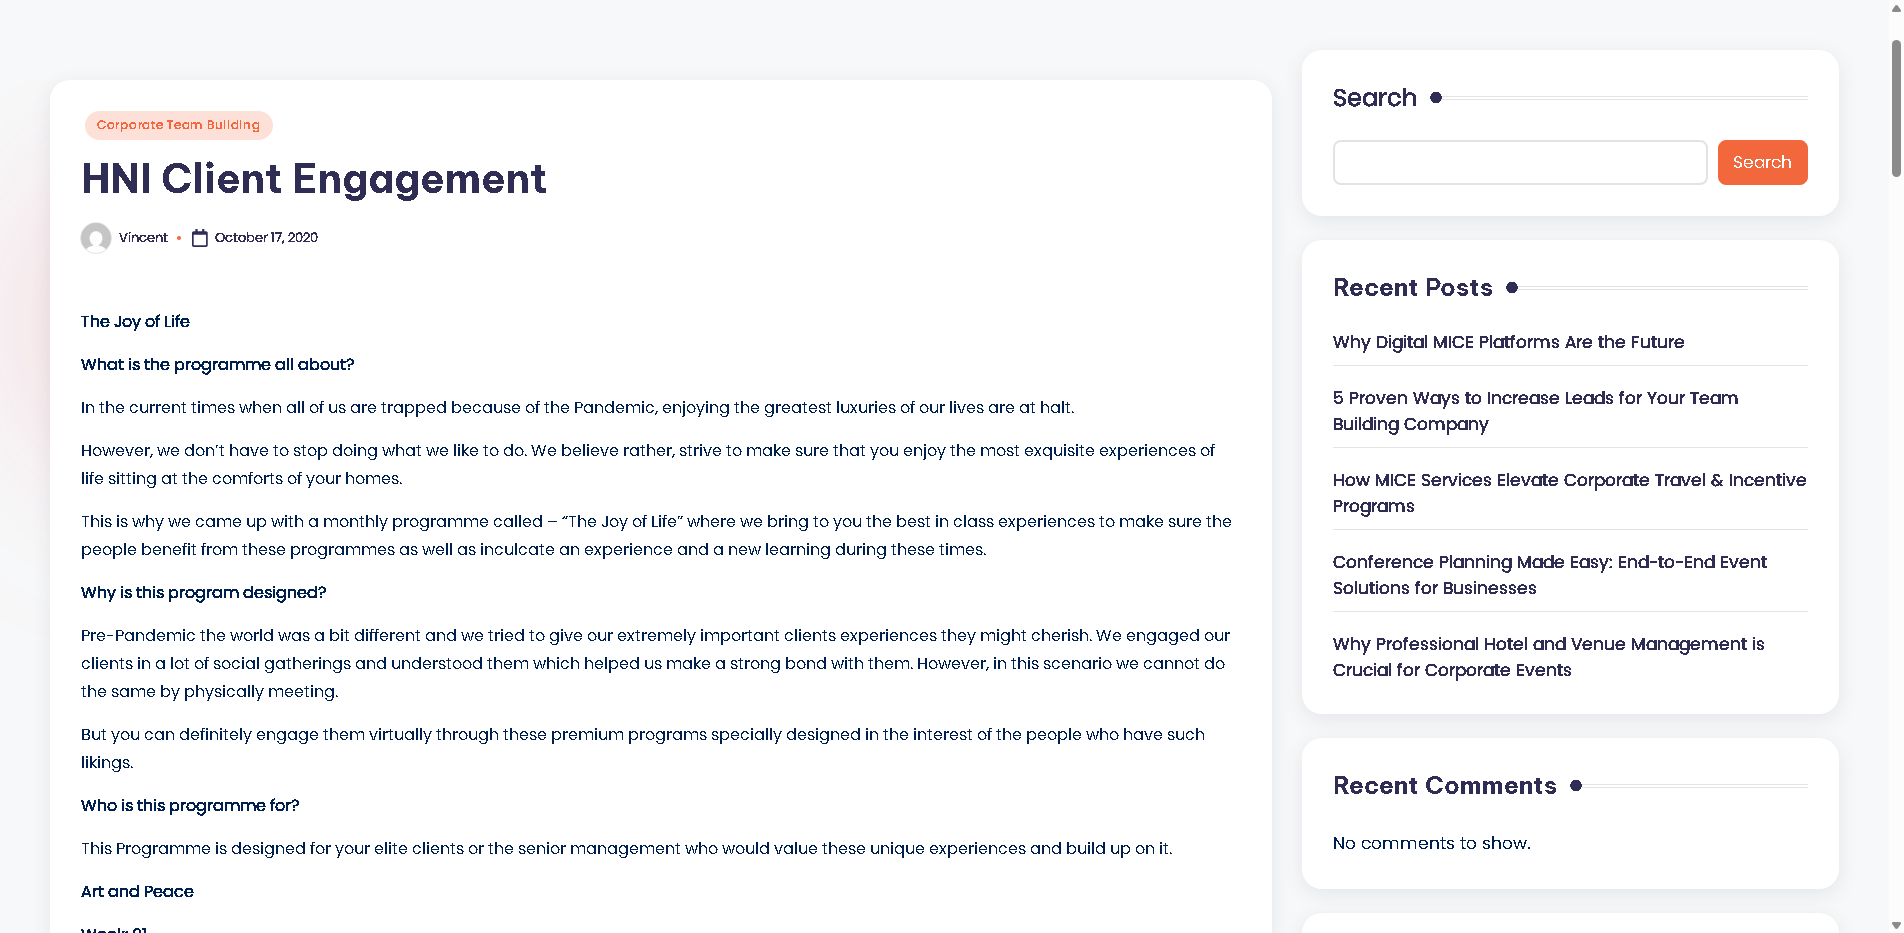 Corporate Team Building
HNI Client Engagement
Vincent
October 17, 2020
The Joy of Life
What is the programme all about?
In the current times when all of us are trapped because of the Pandemic, enjoying the greatest luxuries of our lives are at halt.
However, we don’t have to stop doing what we like to do. We believe rather, strive to make sure that you enjoy the most exquisite experiences of
life sitting at the comforts of your homes.
This is why we came up with a monthly programme called – “The Joy of Life” where we bring to you the best in class experiences to make sure the
people benefit from these programmes as well as inculcate an experience and a new learning during these times.
Why is this program designed?
Pre-Pandemic the world was a bit different and we tried to give our extremely important clients experiences they might cherish. We engaged our
clients in a lot of social gatherings and understood them which helped us make a strong bond with them. However, in this scenario we cannot do
the same by physically meeting.
But you can definitely engage them virtually through these premium programs specially designed in the interest of the people who have such
likings.
Who is this programme for?
This Programme is designed for your elite clients or the senior management who would value these unique experiences and build up on it.
Art and Peace
Week 01
Search
Search
Recent Posts
Why Digital MICE Platforms Are the Future
5 Proven Ways to Increase Leads for Your Team
Building Company
How MICE Services Elevate Corporate Travel & Incentive
Programs
Conference Planning Made Easy: End-to-End Event
Solutions for Businesses
Why Professional Hotel and Venue Management is
Crucial for Corporate Events
Recent Comments
No comments to show.